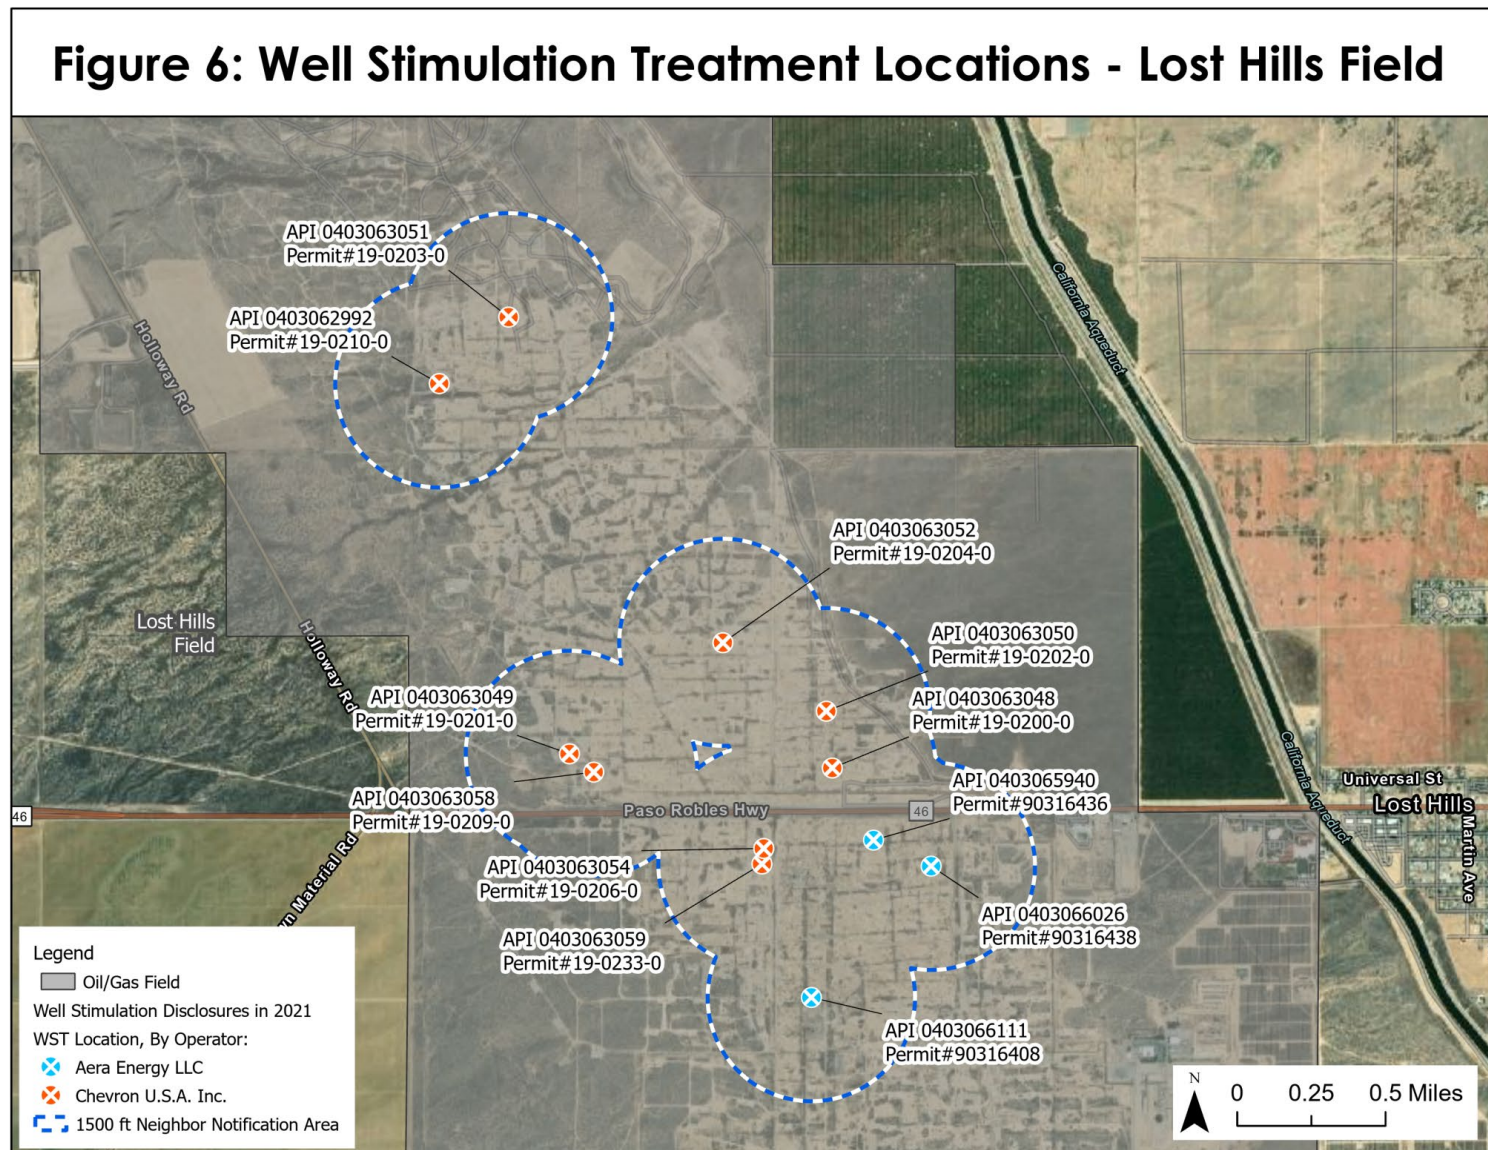 Figure 6: Well Stimulation Treatment Locations - Lost Hills Field
API 0403063051
Permit#19-0203-0
API 0403062992
Permit#19-0210-0
Holloway Rd
California Aqueduct
API 0403063052
Permit#19-0204-0
Lost Hills
Field
Holloway Rd
API 0403063050
Permit#19-0202-0
API 0403063049
Permit#19-0201-0
API 0403063048
Permit#19-0200-0
API 0403065940
Permit#90316436
California Aqueduct
Universal St
Lost Hills
Martin Ave
46
API 0403063058
Permit#19-0209-0
Paso Robles Hwy
46
API 0403063054
Permit#19-0206-0
Material Rd
API 0403066026
Permit#90316438
API 0403063059
Permit#19-0233-0
API 0403066111
Permit#90316408
Legend
Oil/Gas Field
Well Stimulation Disclosures in 2021
WST Location, By Operator:
Aera Energy LLC
Chevron U.S.A. Inc.
1500 ft Neighbor Notification Area
N
0 0.25 0.5 Miles